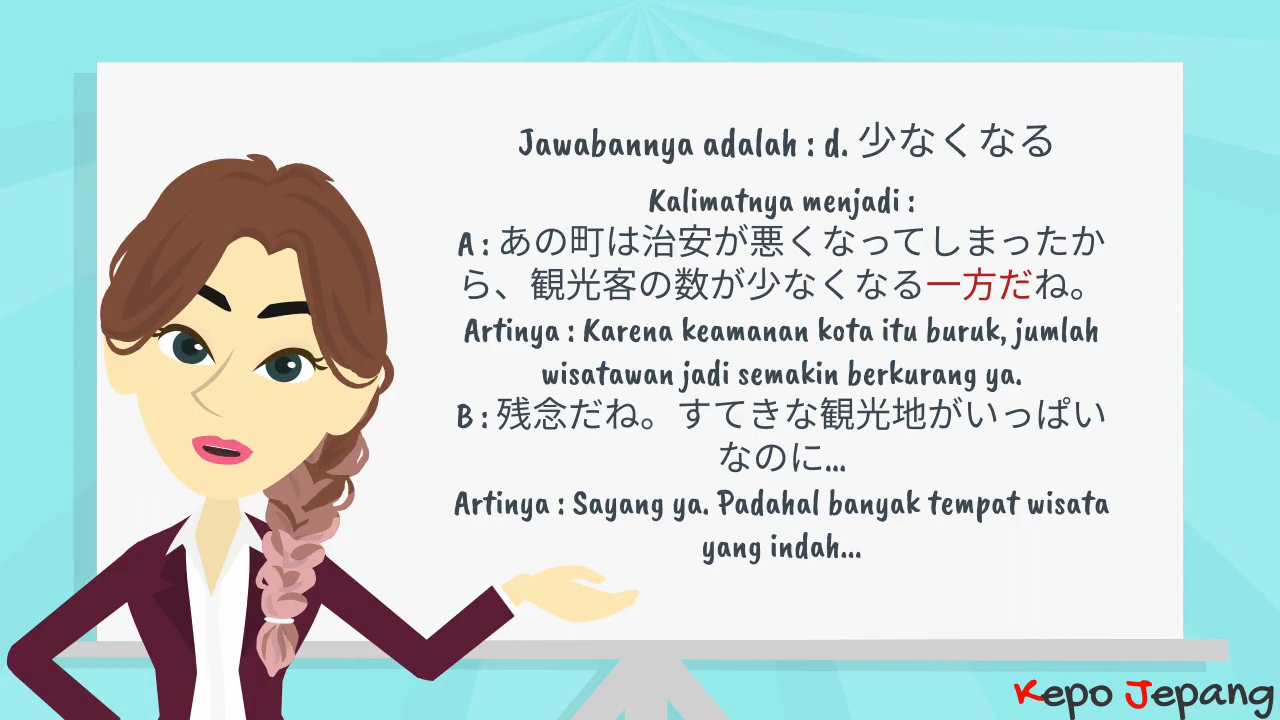 Jawabannya adalah : d. 少なくなる
Kalimatnya menjadi :
A : あの町は治安が悪くなってしまったか
ら、観光客の数が少なくなる一方だね。
Artinya : Karena keamanan kota itu buruk, jumlah
wisatawan jadi semakin berkurang ya.
B : 残念だね。すてきな観光地がいっぱい
なのに...
Artinya : Sayang ya. Padahal banyak tempat wisata
yang indah...
Kepo Jepang